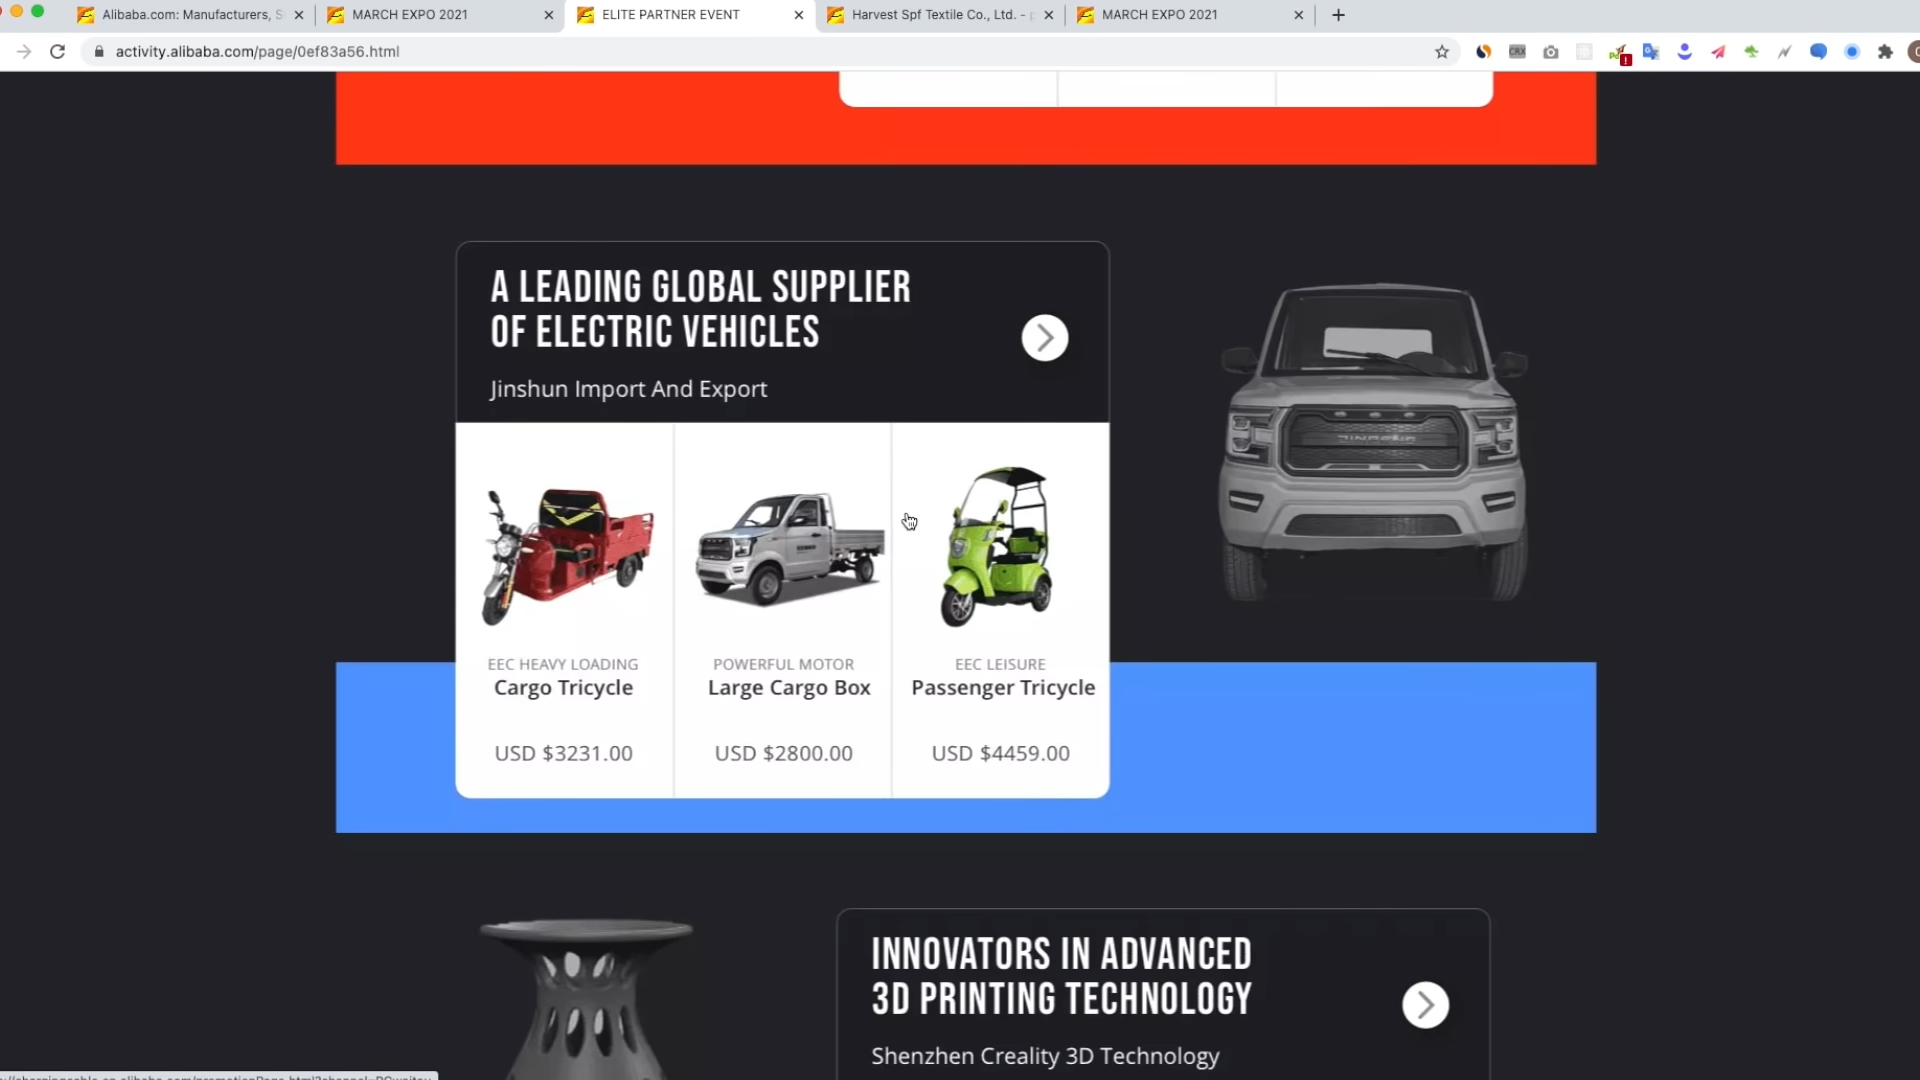 Alibaba.com: Manufacturers, S
MARCH EXPO 2021
ELITE PARTNER EVENT
Harvest Spf Textile Co., Ltd. -
MARCH EXPO 2021
activity.alibaba.com/page/0ef83a56.html
A LEADING GLOBAL SUPPLIER
OF ELECTRIC VEHICLES
Jinshun Import And Export
EEC HEAVY LOADING
Cargo Tricycle
USD $3231.00
POWERFUL MOTOR
Large Cargo Box
USD $2800.00
EEC LEISURE
Passenger Tricycle
USD $4459.00
INNOVATORS IN ADVANCED
3D PRINTING TECHNOLOGY
Shenzhen Creality 3D Technology